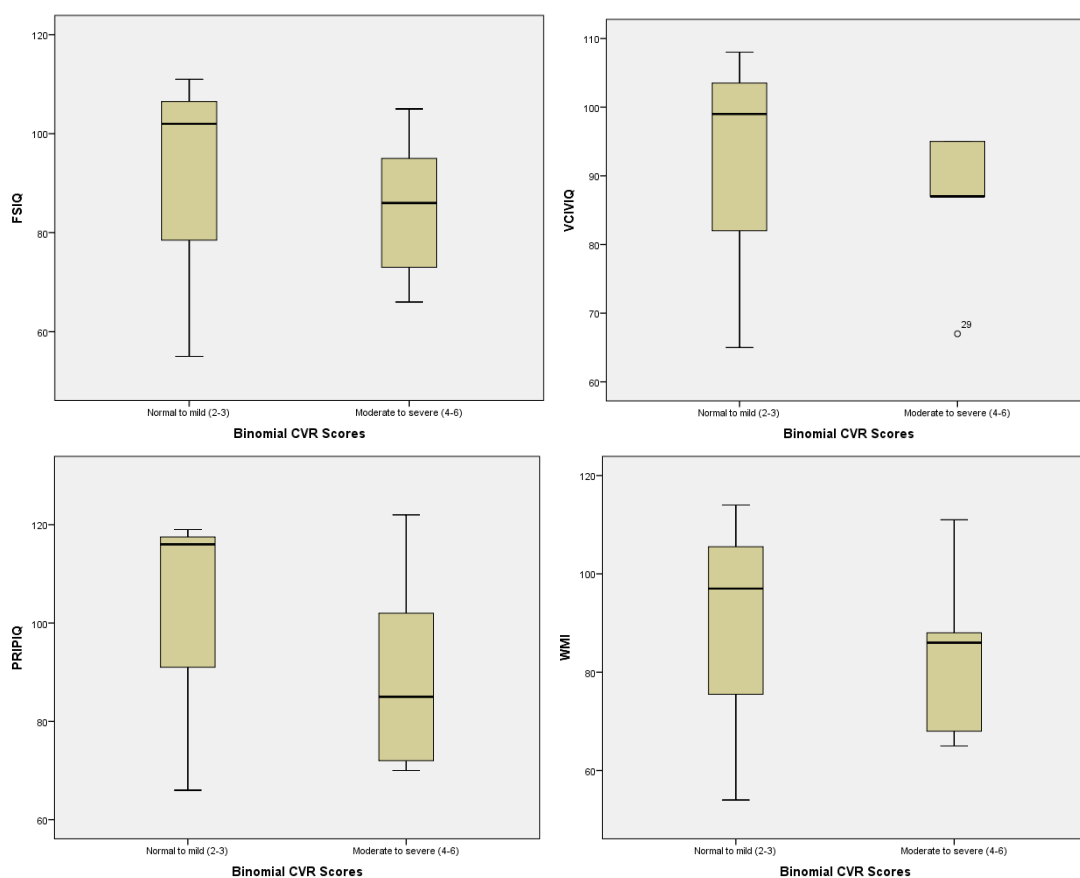 FSIQ
120
100
80
60
Normal to mild (2-3)
Moderate to severe (4-6)
Binomial CVR Scores
VCIVIQ
110
100
90
80
70
60
29
Normal to mild (2-3)
Moderate to severe (4-6)
Binomial CVR Scores
PRIPIQ
120
100
80
60
Normal to mild (2-3)
Moderate to severe (4-6)
Binomial CVR Scores
WMI
120
100
80
60
Normal to mild (2-3)
Moderate to severe (4-6)
Binomial CVR Scores